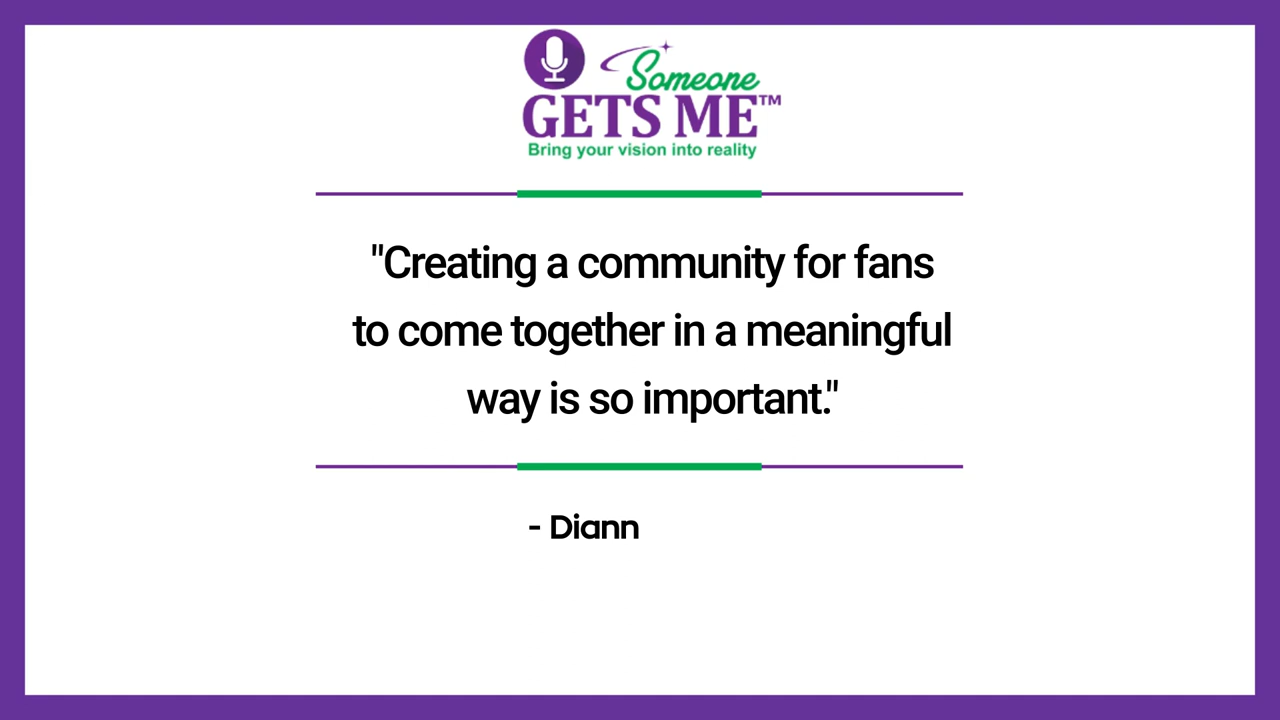 Someone
GETS ME™
Bring your vision into reality
"Creating a community for fans
to come together in a meaningful
way is so important."
- Diann